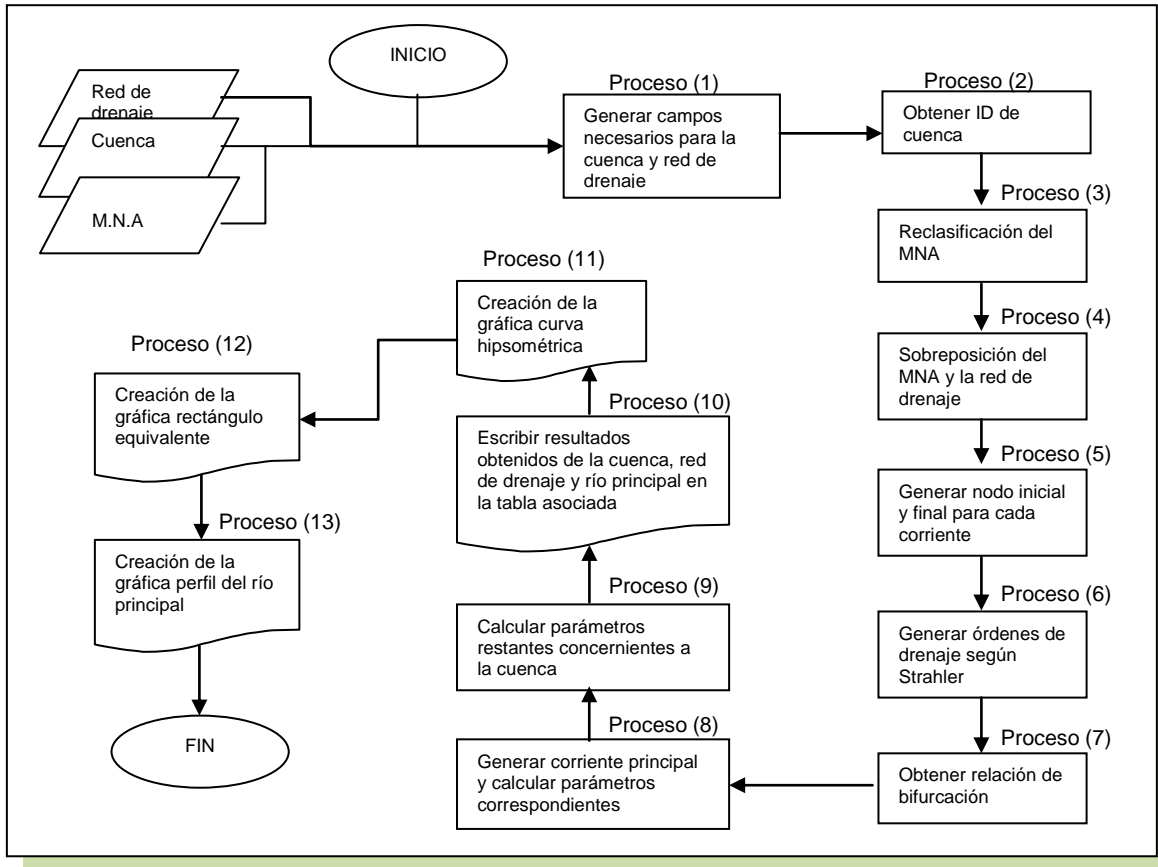 INICIO
Red de
drenaje
Cuenca
M.N.A
Proceso (1)
Generar campos
necesarios para la
cuenca y red de
drenaje
Proceso (2)
Obtener ID de
cuenca
Proceso (3)
Reclasificación del
MNA
Proceso (4)
Sobreposición del
MNA y la red de
drenaje
Proceso (5)
Generar nodo inicial
y final para cada
corriente
Proceso (6)
Generar órdenes de
drenaje según
Strahler
Proceso (7)
Obtener relación de
bifurcación
Proceso (8)
Generar corriente principal
y calcular parámetros
correspondientes
Proceso (9)
Calcular parámetros
restantes concernientes a
la cuenca
Proceso (10)
Escribir resultados
obtenidos de la cuenca, red
de drenaje y río principal en
la tabla asociada
Proceso (11)
Creación de la
gráfica curva
hipsométrica
Proceso (12)
Creación de la
gráfica rectángulo
equivalente
Proceso (13)
Creación de la
gráfica perfil del río
principal
FIN